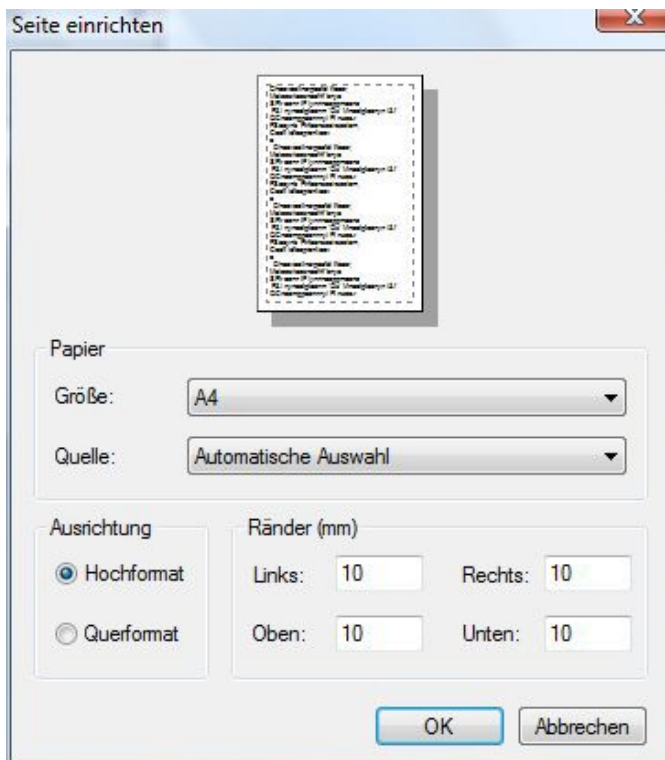 Seite einrichten
Papier
Größe:
A4
Quelle:
Automatische Auswahl
Ausrichtung
Hochformat
Querformat
Ränder (mm)
Links: 10 Rechts: 10
Oben: 10 Unten: 10
OK Abbrechen